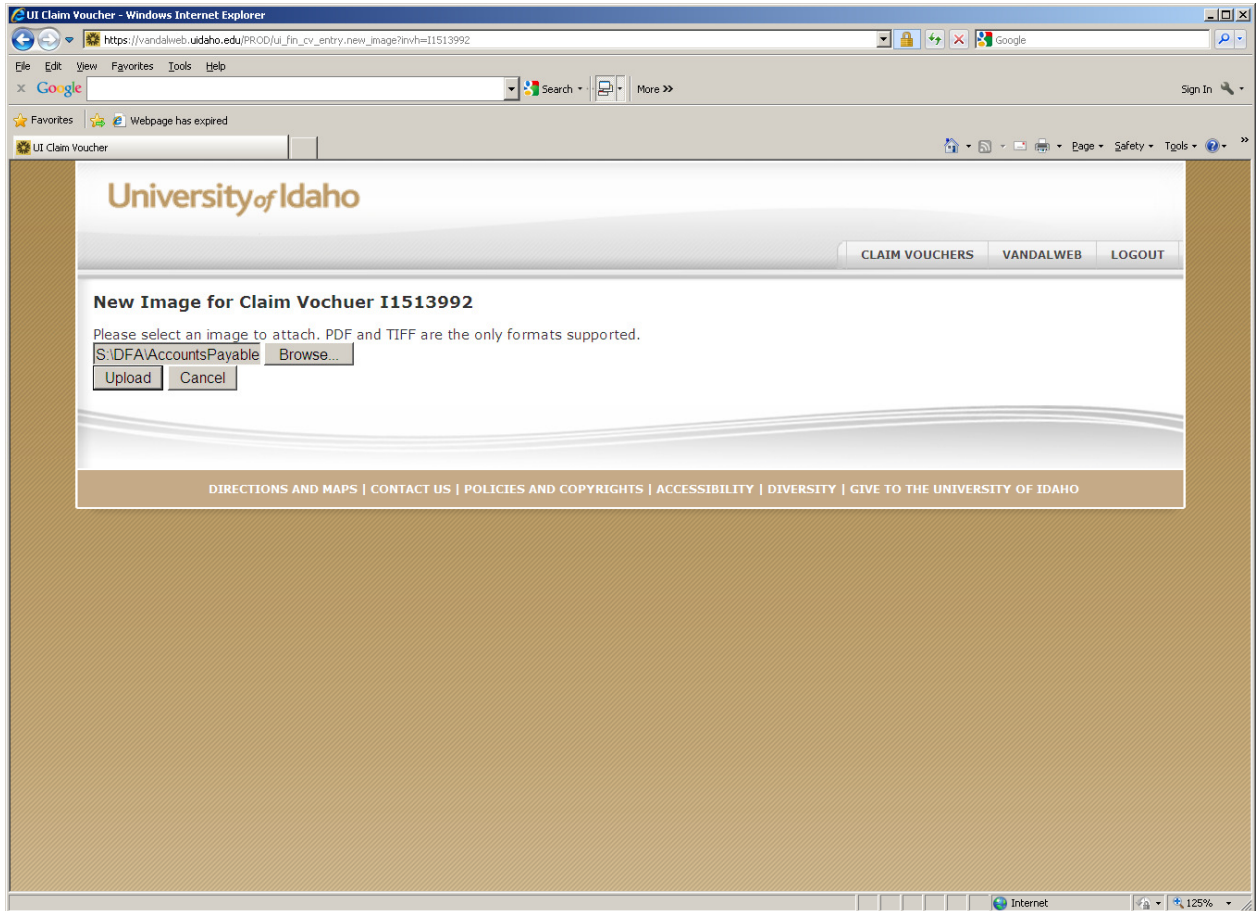 UI Claim Voucher - Windows Internet Explorer
https://vandalweb.uidaho.edu/PROD/ui_fin_cv_entry.new_image?invh=I1513992
Google
File Edit View Favorites Tools Help
x Google Search More >> Sign In
Favorites Webpage has expired
UI Claim Voucher Page Safety Tools >>
University of Idaho
CLAIM VOUCHERS VANDALWEB LOGOUT
New Image for Claim Vochuer I1513992
Please select an image to attach. PDF and TIFF are the only formats supported.
S:\DFA\AccountsPayable Browse...
Upload Cancel
DIRECTIONS AND MAPS | CONTACT US | POLICIES AND COPYRIGHTS | ACCESSIBILITY | DIVERSITY | GIVE TO THE UNIVERSITY OF IDAHO
Internet 125%